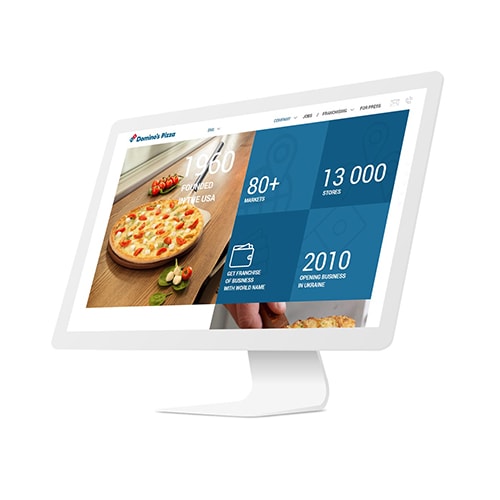 Domino's Pizza
ENG
COMPANY
JOBS / FRANCHISING
FOR PRESS
1960
FOUNDED
IN THE USA
80+
MARKETS
13 000
STORES
GET FRANCHISE
OF BUSINESS
WITH WORLD NAME
2010
OPENING BUSINESS
IN UKRAINE